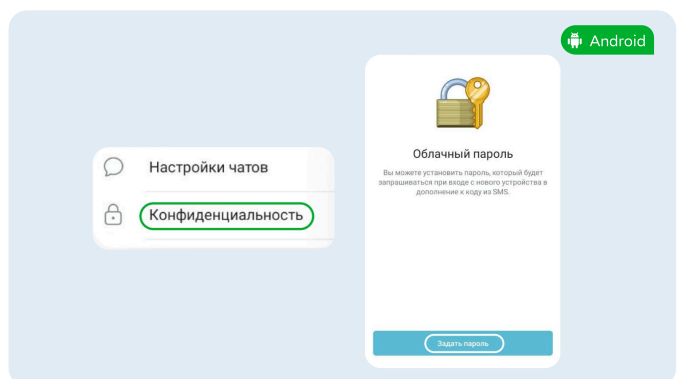 Android
Настройки чатов
Конфиденциальность
Облачный пароль
Вы можете установить пароль, который будет
запрашиваться при входе с нового устройства в
дополнение к коду из SMS.
Задать пароль